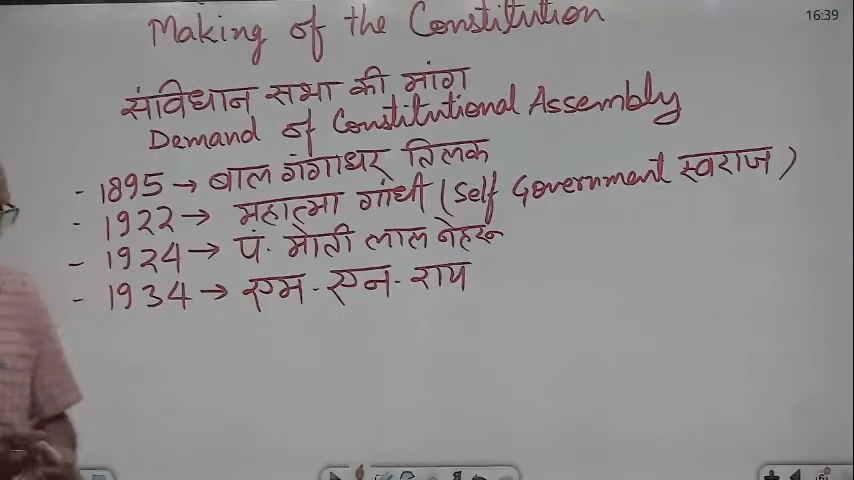 Making of the Constitution
16:39
संविधान सभा की मांग
Demand of Constitutional Assembly
- 1895 → बाल गंगाधर तिलक
- 1922 → महात्मा गांधी (Self Government स्वराज)
- 1924 → पं. मोती लाल नेहरू
- 1934 → एम. एन. राय